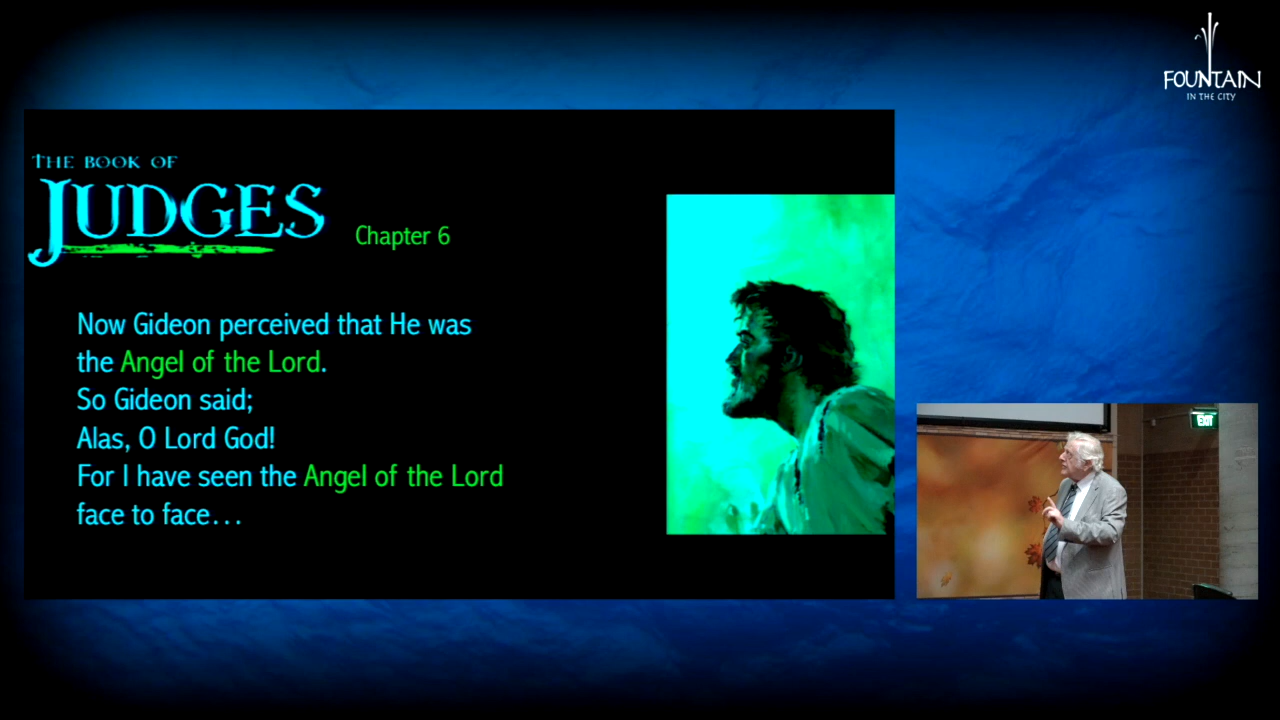 FOUNTAIN
IN THE CITY
THE BOOK OF
JUDGES
Chapter 6
Now Gideon perceived that He was
the Angel of the Lord.
So Gideon said;
Alas, O Lord God!
For I have seen the Angel of the Lord
face to face...
EXIT